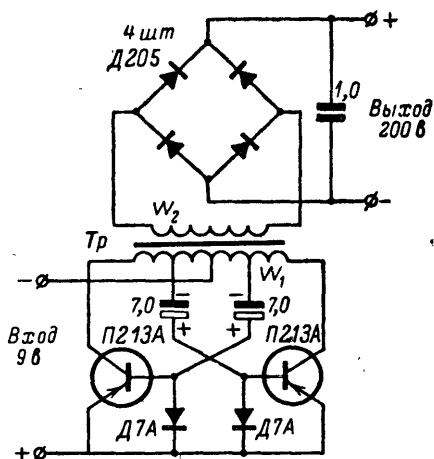 4 шт
Д205
+
1,0
Выход
200 в
−
W₂
Тр
W₁
−
−
−
7,0
7,0
+
+
Вход
9 в
П213А
П213А
Д7А
Д7А
+